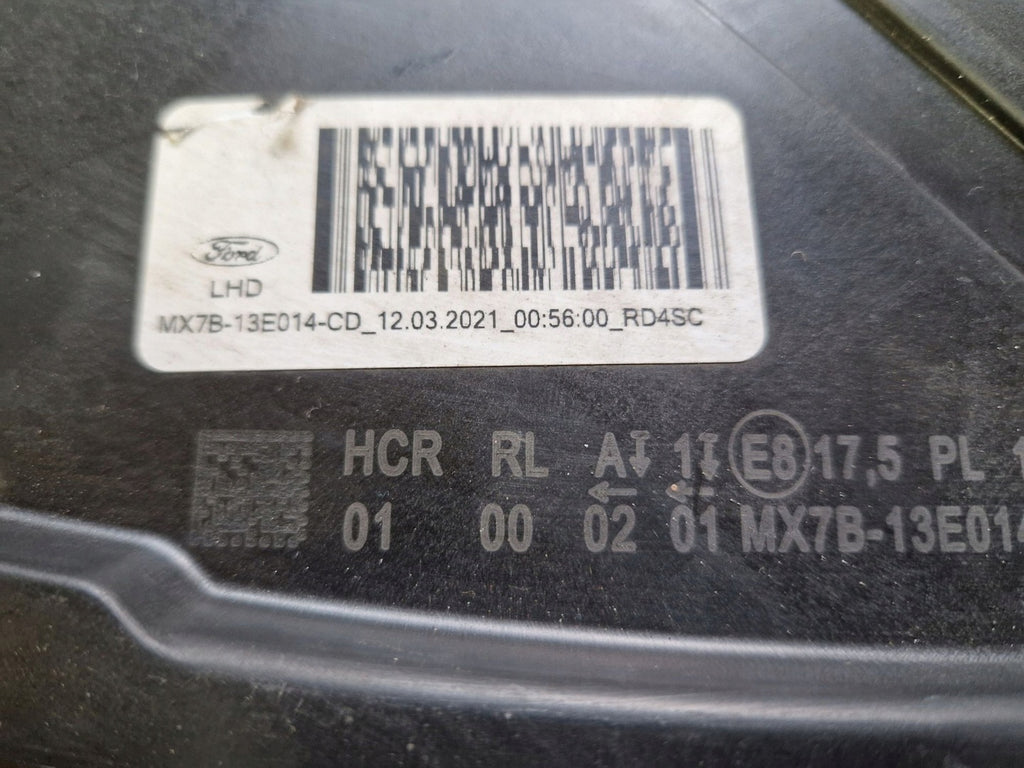 Ford
LHD
MX7B-13E014-CD_12.03.2021_00:56:00_RD4SC
HCR RL A 1 E8 17,5 PL 1
01 00 02 01 MX7B-13E014